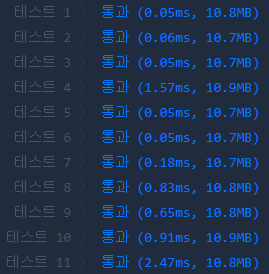 테스트 1 〉 통과 (0.05ms, 10.8MB)
테스트 2 〉 통과 (0.06ms, 10.7MB)
테스트 3 〉 통과 (0.05ms, 10.7MB)
테스트 4 〉 통과 (1.57ms, 10.9MB)
테스트 5 〉 통과 (0.05ms, 10.7MB)
테스트 6 〉 통과 (0.05ms, 10.7MB)
테스트 7 〉 통과 (0.18ms, 10.7MB)
테스트 8 〉 통과 (0.83ms, 10.8MB)
테스트 9 〉 통과 (0.65ms, 10.8MB)
테스트 10 〉 통과 (0.91ms, 10.9MB)
테스트 11 〉 통과 (2.47ms, 10.8MB)